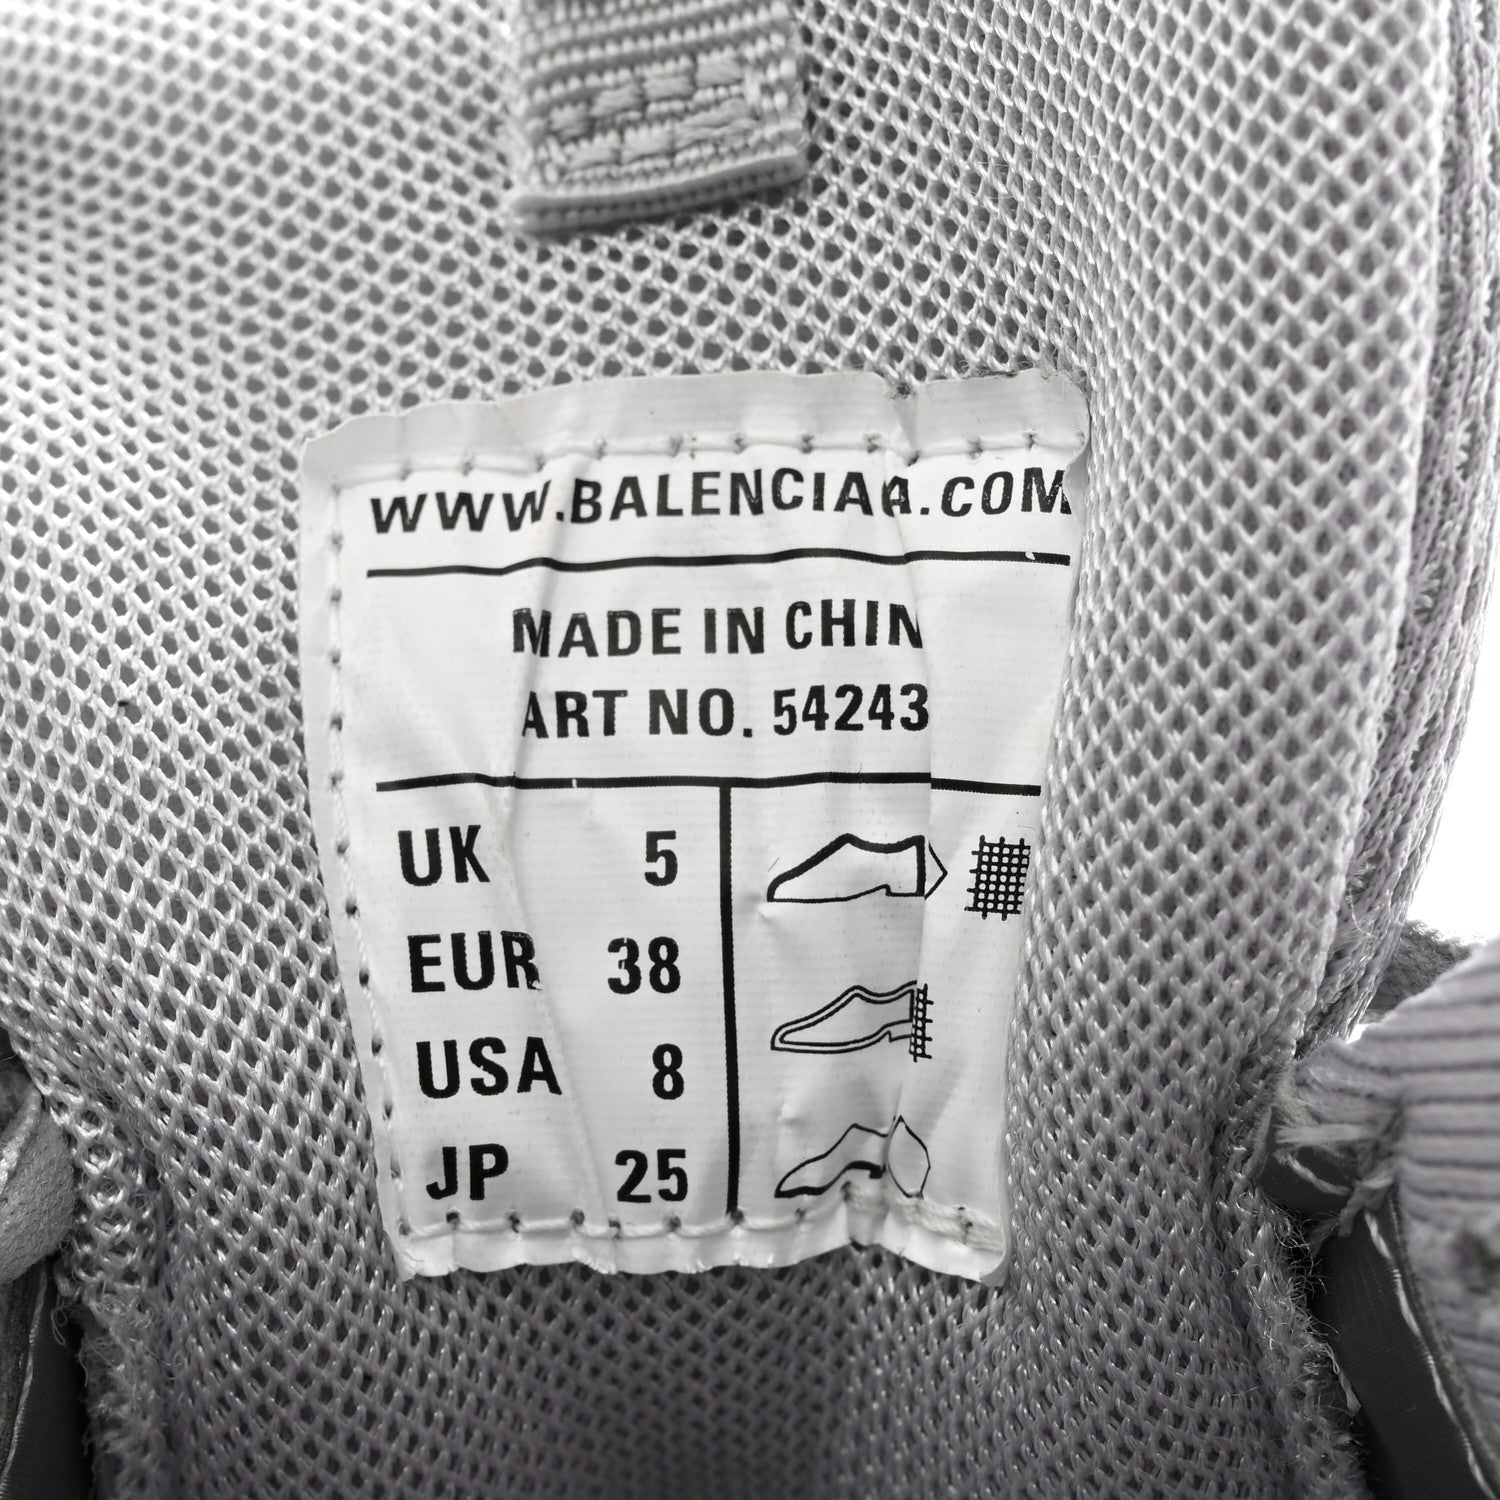 WWW.BALENCIAGA.COM
MADE IN CHIN
ART NO. 54243
UK 5
EUR 38
USA 8
JP 25